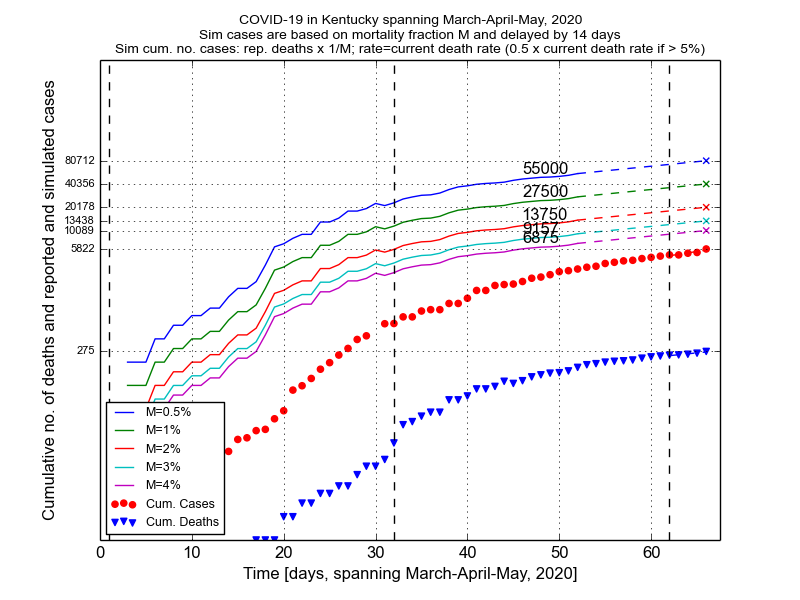 COVID-19 in Kentucky spanning March-April-May, 2020
Sim cases are based on mortality fraction M and delayed by 14 days
Sim cum. no. cases: rep. deaths x 1/M; rate=current death rate (0.5 x current death rate if > 5%)
Cumulative no. of deaths and reported and simulated cases
80712
40356
20178
13438
10089
5822
275
55000
27500
13750
9157
6875
M=0.5%
M=1%
M=2%
M=3%
M=4%
Cum. Cases
Cum. Deaths
0 10 20 30 40 50 60
Time [days, spanning March-April-May, 2020]